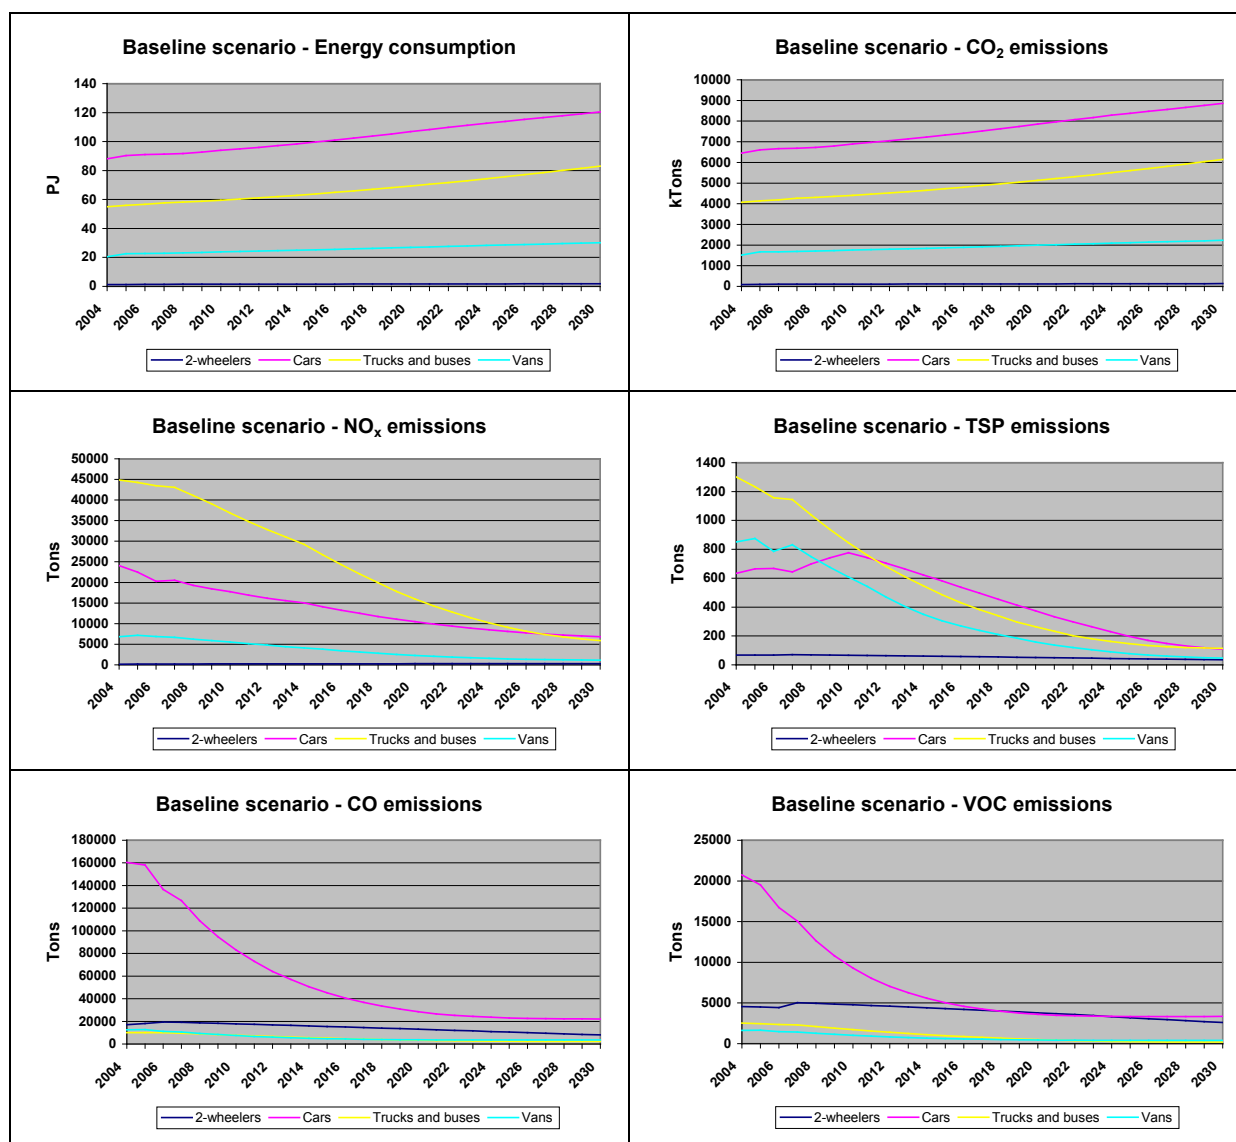 Baseline scenario - Energy consumption
PJ
140
120
100
80
60
40
20
0
2004 2006 2008 2010 2012 2014 2016 2018 2020 2022 2024 2026 2028 2030
2-wheelers Cars Trucks and buses Vans
Baseline scenario - CO2 emissions
kTons
10000
9000
8000
7000
6000
5000
4000
3000
2000
1000
0
2004 2006 2008 2010 2012 2014 2016 2018 2020 2022 2024 2026 2028 2030
2-wheelers Cars Trucks and buses Vans
Baseline scenario - NOx emissions
Tons
50000
45000
40000
35000
30000
25000
20000
15000
10000
5000
0
2004 2006 2008 2010 2012 2014 2016 2018 2020 2022 2024 2026 2028 2030
2-wheelers Cars Trucks and buses Vans
Baseline scenario - TSP emissions
Tons
1400
1200
1000
800
600
400
200
0
2004 2006 2008 2010 2012 2014 2016 2018 2020 2022 2024 2026 2028 2030
2-wheelers Cars Trucks and buses Vans
Baseline scenario - CO emissions
Tons
180000
160000
140000
120000
100000
80000
60000
40000
20000
0
2004 2006 2008 2010 2012 2014 2016 2018 2020 2022 2024 2026 2028 2030
2-wheelers Cars Trucks and buses Vans
Baseline scenario - VOC emissions
Tons
25000
20000
15000
10000
5000
0
2004 2006 2008 2010 2012 2014 2016 2018 2020 2022 2024 2026 2028 2030
2-wheelers Cars Trucks and buses Vans